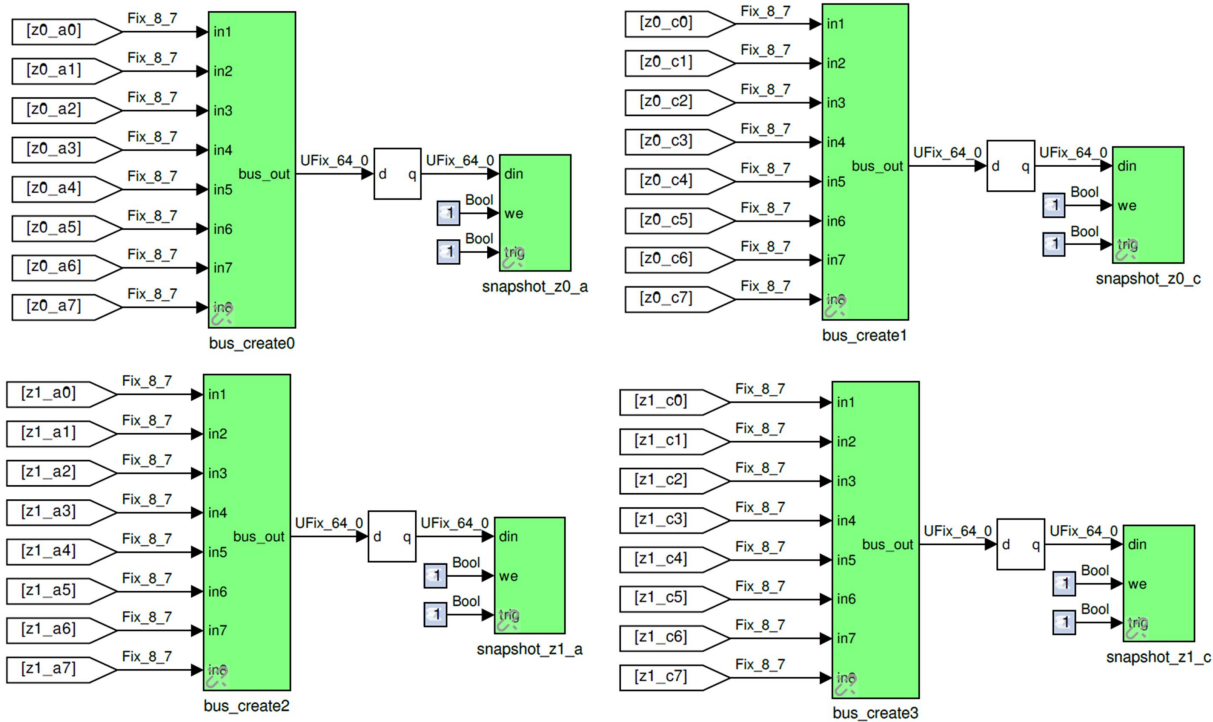 [z0_a0] Fix_8_7 in1
[z0_a1] Fix_8_7 in2
[z0_a2] Fix_8_7 in3
[z0_a3] Fix_8_7 in4
[z0_a4] Fix_8_7 in5
[z0_a5] Fix_8_7 in6
[z0_a6] Fix_8_7 in7
[z0_a7] Fix_8_7 in8
bus_out UFix_64_0 d q UFix_64_0 din
1 Bool we
1 Bool trig
snapshot_z0_a
bus_create0
[z0_c0] Fix_8_7 in1
[z0_c1] Fix_8_7 in2
[z0_c2] Fix_8_7 in3
[z0_c3] Fix_8_7 in4
[z0_c4] Fix_8_7 in5
[z0_c5] Fix_8_7 in6
[z0_c6] Fix_8_7 in7
[z0_c7] Fix_8_7 in8
bus_out UFix_64_0 d q UFix_64_0 din
1 Bool we
1 Bool trig
snapshot_z0_c
bus_create1
[z1_a0] Fix_8_7 in1
[z1_a1] Fix_8_7 in2
[z1_a2] Fix_8_7 in3
[z1_a3] Fix_8_7 in4
[z1_a4] Fix_8_7 in5
[z1_a5] Fix_8_7 in6
[z1_a6] Fix_8_7 in7
[z1_a7] Fix_8_7 in8
bus_out UFix_64_0 d q UFix_64_0 din
1 Bool we
1 Bool trig
snapshot_z1_a
bus_create2
[z1_c0] Fix_8_7 in1
[z1_c1] Fix_8_7 in2
[z1_c2] Fix_8_7 in3
[z1_c3] Fix_8_7 in4
[z1_c4] Fix_8_7 in5
[z1_c5] Fix_8_7 in6
[z1_c6] Fix_8_7 in7
[z1_c7] Fix_8_7 in8
bus_out UFix_64_0 d q UFix_64_0 din
1 Bool we
1 Bool trig
snapshot_z1_c
bus_create3